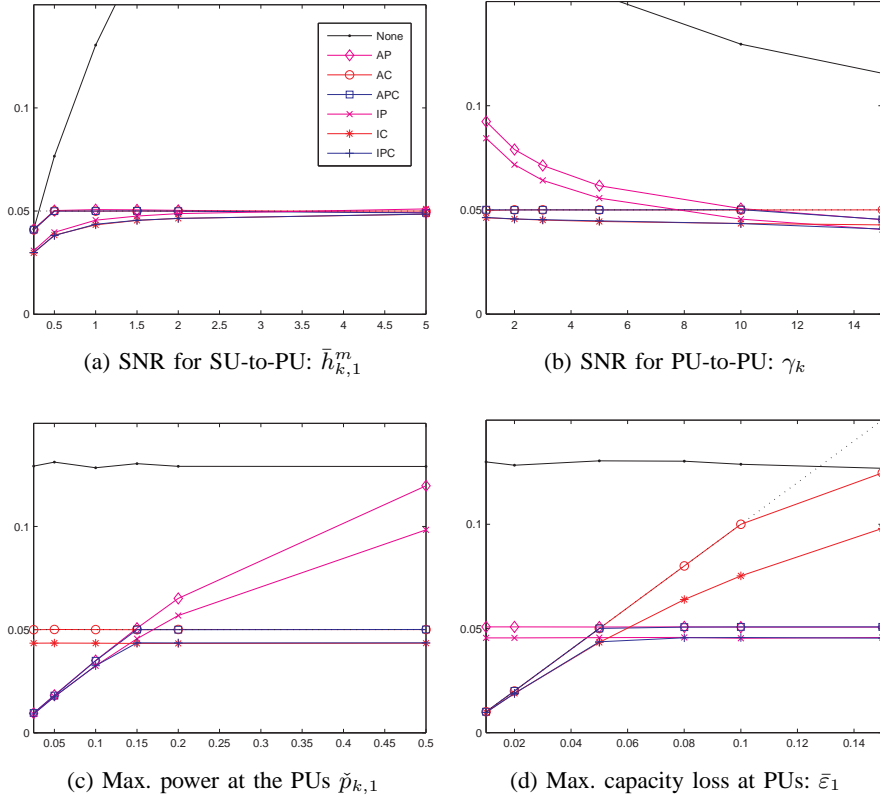 None
AP
AC
APC
IP
IC
IPC
0.1
0.05
0
0.5 1 1.5 2 2.5 3 3.5 4 4.5 5
(a) SNR for SU-to-PU: h̄ᵐₖ,₁
0.1
0.05
0
2 4 6 8 10 12 14
(b) SNR for PU-to-PU: γₖ
0.1
0.05
0
0.05 0.1 0.15 0.2 0.25 0.3 0.35 0.4 0.45 0.5
(c) Max. power at the PUs p̌ₖ,₁
0.1
0.05
0
0.02 0.04 0.06 0.08 0.1 0.12 0.14
(d) Max. capacity loss at PUs: ε̄₁